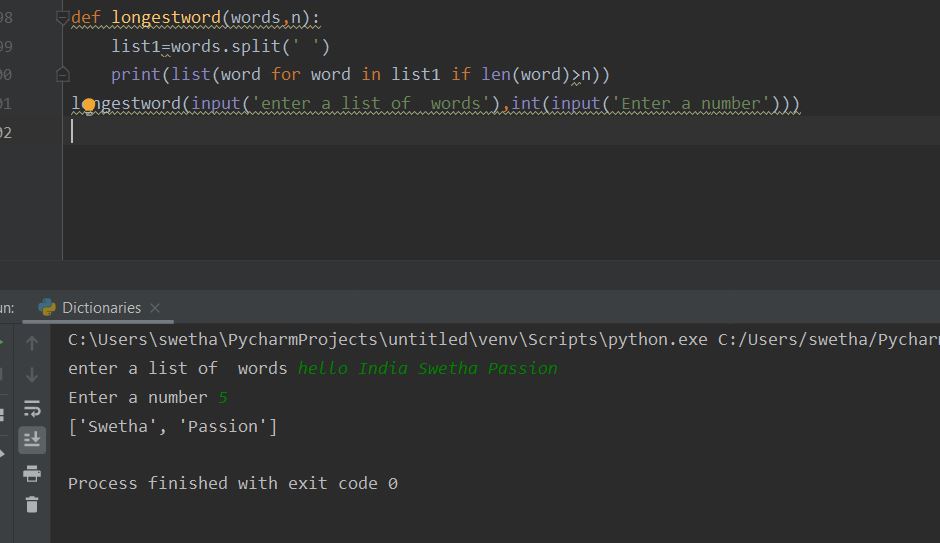 98 def longestword(words,n):
99 list1=words.split(' ')
00 print(list(word for word in list1 if len(word)>n))
01 longestword(input('enter a list of  words'),int(input('Enter a number')))
02
un: Dictionaries
C:\Users\swetha\PycharmProjects\untitled\venv\Scripts\python.exe C:/Users/swetha/Pycharm
enter a list of  words hello India Swetha Passion
Enter a number 5
['Swetha', 'Passion']
Process finished with exit code 0